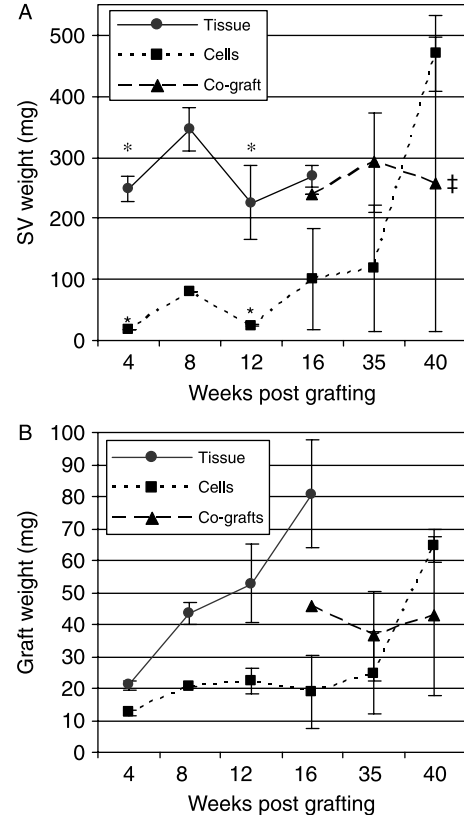 A
Tissue
Cells
Co-graft
500
400
300
200
100
0
SV weight (mg)
*
*
*
*
‡
4 8 12 16 35 40
Weeks post grafting
B
Tissue
Cells
Co-grafts
100
90
80
70
60
50
40
30
20
10
0
Graft weight (mg)
4 8 12 16 35 40
Weeks post grafting